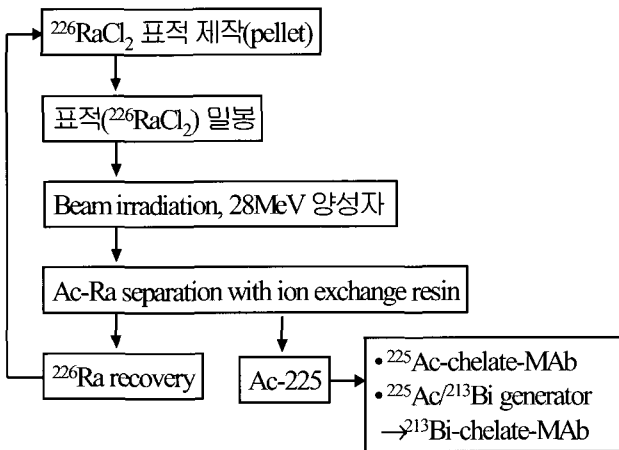 ²²⁶RaCl₂ 표적 제작(pellet)
표적(²²⁶RaCl₂) 밀봉
Beam irradiation, 28MeV 양성자
Ac-Ra separation with ion exchange resin
²²⁶Ra recovery
Ac-225
•²²⁵Ac-chelate-MAb
•²²⁵Ac/²¹³Bi generator
→²¹³Bi-chelate-MAb